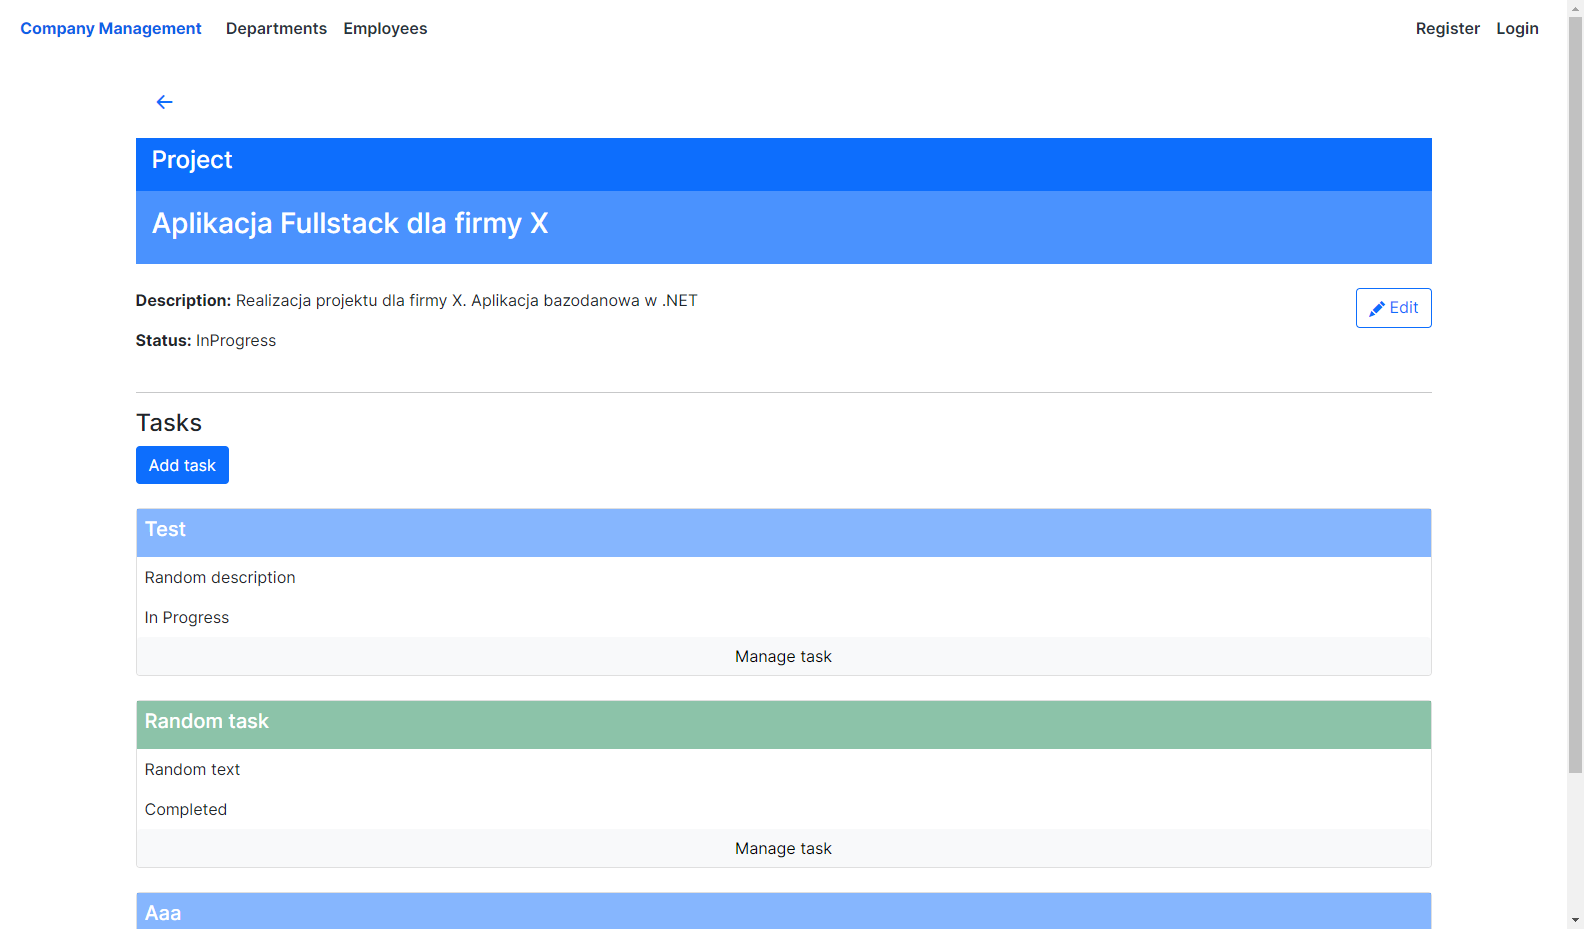 Company Management Departments Employees Register Login
Project
Aplikacja Fullstack dla firmy X
Description: Realizacja projektu dla firmy X. Aplikacja bazodanowa w .NET
Edit
Status: InProgress
Tasks
Add task
Test
Random description
In Progress
Manage task
Random task
Random text
Completed
Manage task
Aaa